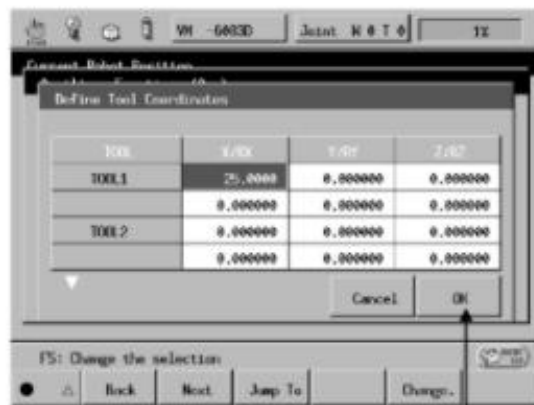 VM -6083D
Joint W 0 T 0
1%
Current Robot Position
Define Tool Coordinates
TOOL X/RX Y/RY Z/RZ
TOOL1 25.0000 0.000000 0.000000
0.000000 0.000000 0.000000
TOOL2 0.000000 0.000000 0.000000
0.000000 0.000000 0.000000
Cancel OK
F5: Change the selection
Back Next Jump To Change.